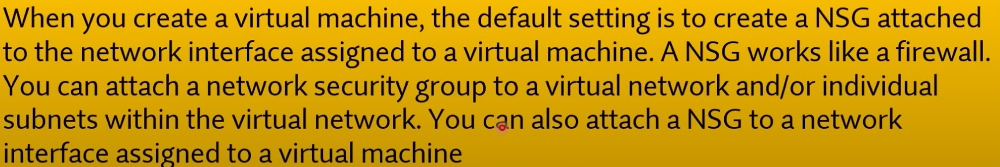 When you create a virtual machine, the default setting is to create a NSG attached
to the network interface assigned to a virtual machine. A NSG works like a firewall.
You can attach a network security group to a virtual network and/or individual
subnets within the virtual network. You can also attach a NSG to a network
interface assigned to a virtual machine